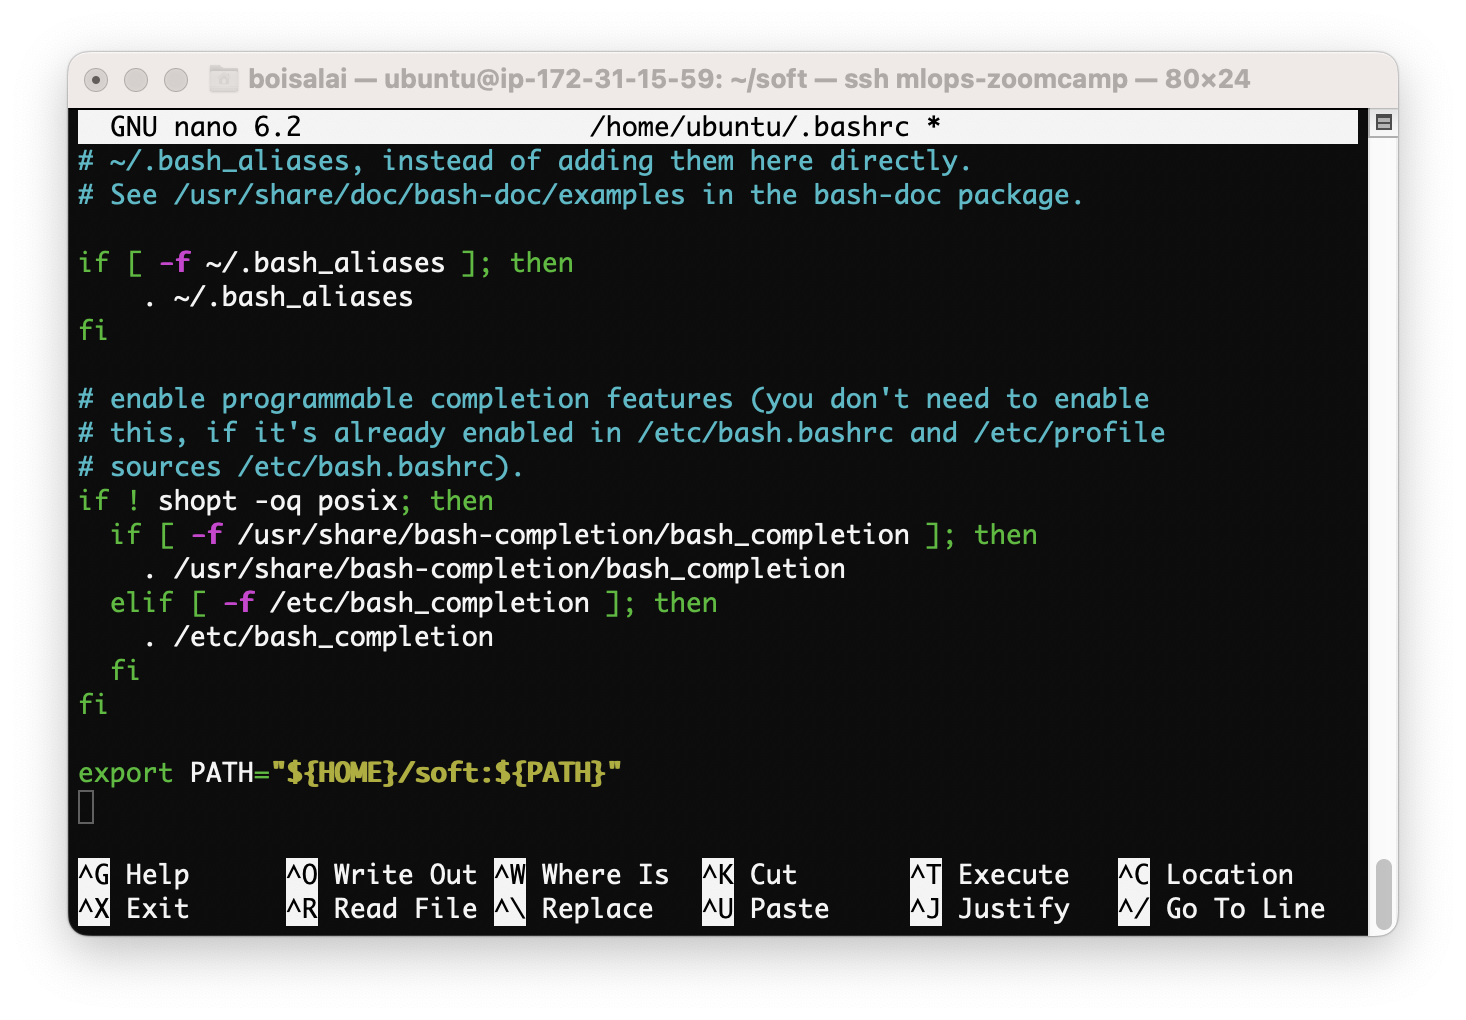 boisalai — ubuntu@ip-172-31-15-59: ~/soft — ssh mlops-zoomcamp — 80×24
GNU nano 6.2 /home/ubuntu/.bashrc *
# ~/.bash_aliases, instead of adding them here directly.
# See /usr/share/doc/bash-doc/examples in the bash-doc package.
if [ -f ~/.bash_aliases ]; then
. ~/.bash_aliases
fi
# enable programmable completion features (you don't need to enable
# this, if it's already enabled in /etc/bash.bashrc and /etc/profile
# sources /etc/bash.bashrc).
if ! shopt -oq posix; then
if [ -f /usr/share/bash-completion/bash_completion ]; then
. /usr/share/bash-completion/bash_completion
elif [ -f /etc/bash_completion ]; then
. /etc/bash_completion
fi
fi
export PATH="${HOME}/soft:${PATH}"
^G Help ^O Write Out ^W Where Is ^K Cut ^T Execute ^C Location
^X Exit ^R Read File ^\ Replace ^U Paste ^J Justify ^/ Go To Line